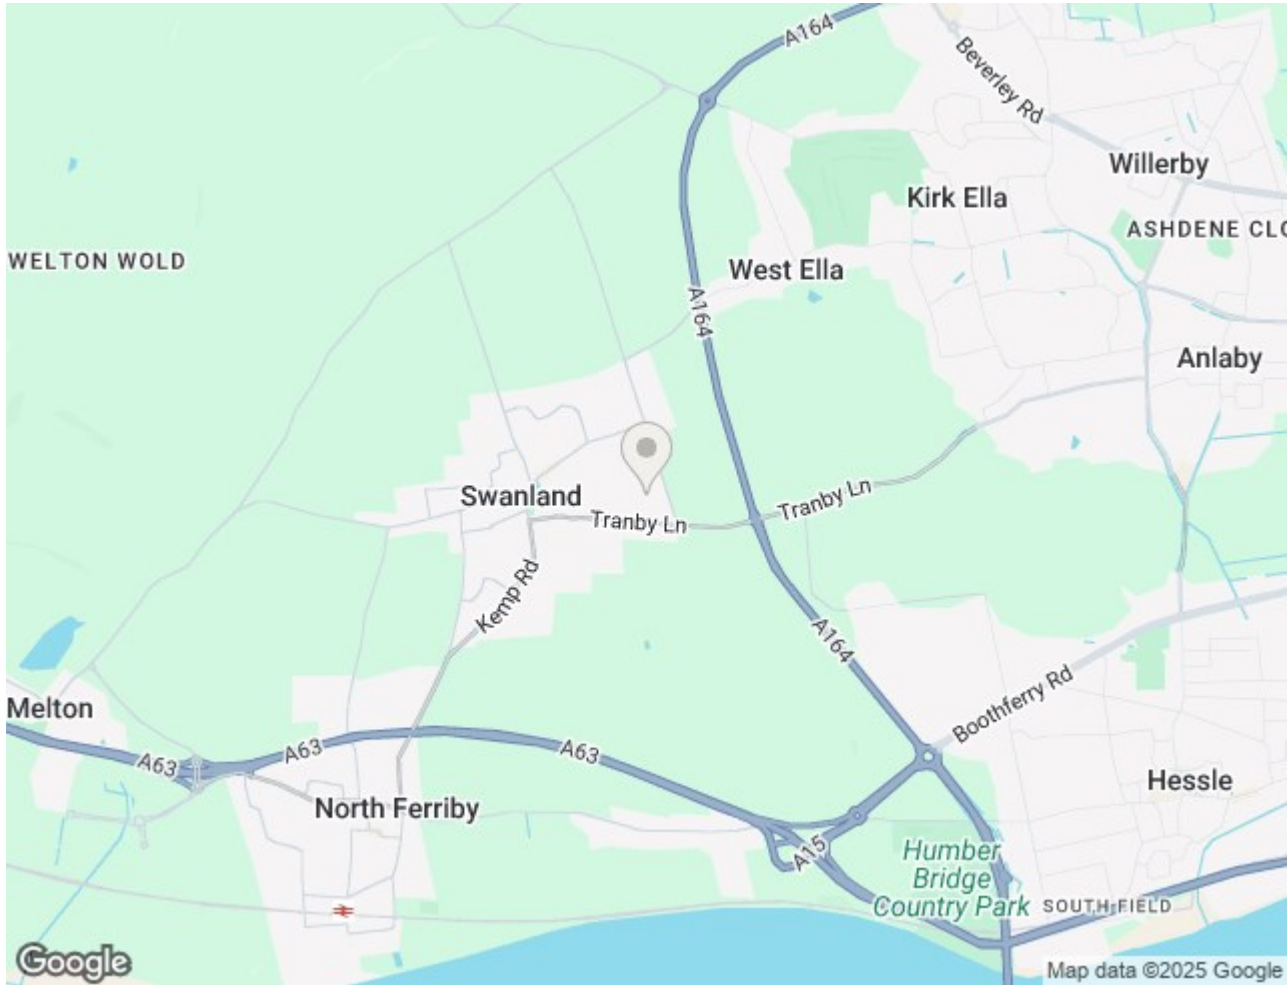 A164
Beverley Rd
Willerby
Kirk Ella
ASHDENE CLO
WELTON WOLD
West Ella
A164
Anlaby
Swanland
Tranby Ln
Tranby Ln
Kemp Rd
A164
Melton
Boothferry Rd
A63
A63
A63
Hessle
North Ferriby
A15
Humber
Bridge
Country Park
SOUTH FIELD
Google
Map data ©2025 Google